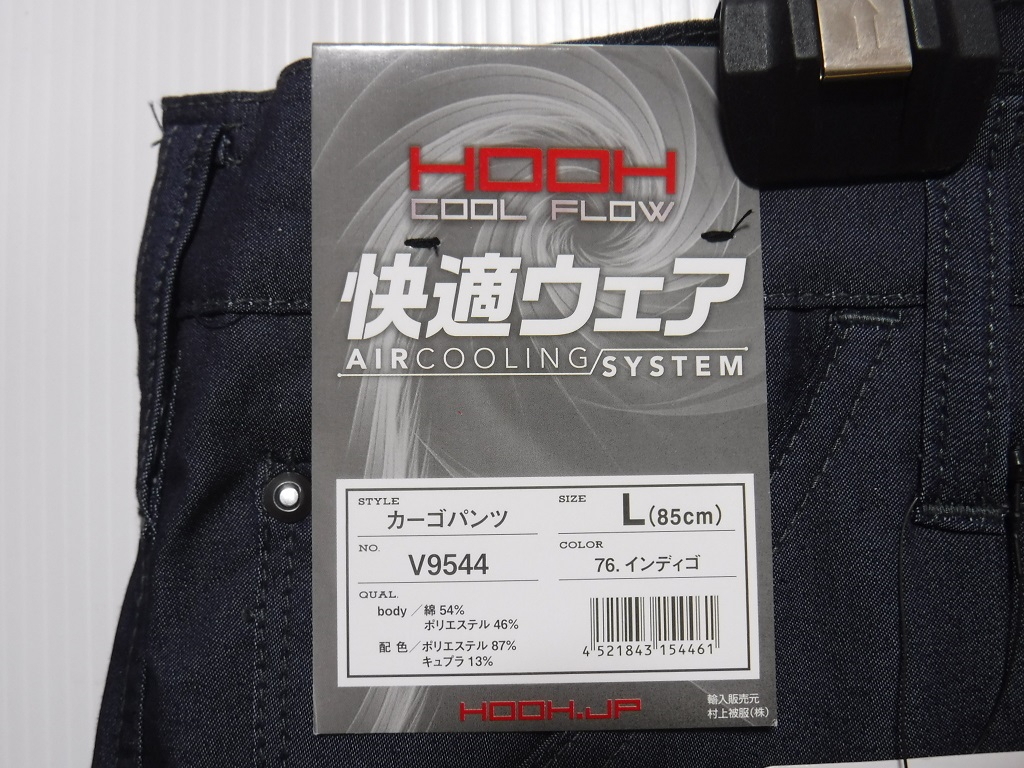 HOOH
COOL FLOW
快適ウェア
AIRCOOLING/SYSTEM
STYLE カーゴパンツ
SIZE L(85cm)
NO. V9544
COLOR 76.インディゴ
QUAL.
body/綿 54%
ポリエステル 46%
配色/ポリエステル 87%
キュプラ 13%
4 521843 154461
HOOH.JP
輸入販売元
村上被服(株)